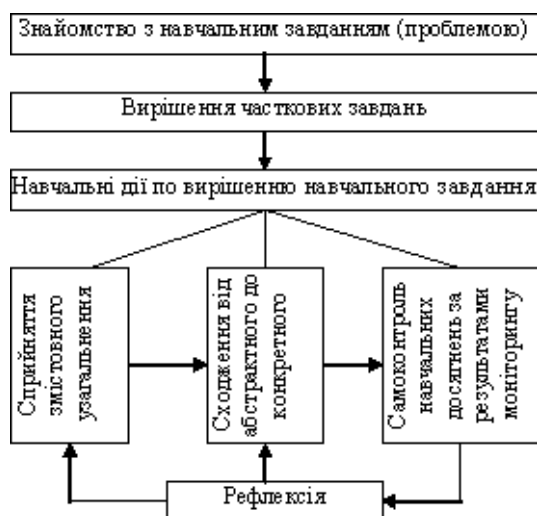 Знайомство з навчальним завданням (проблемою)
Вирішення часткових завдань
Навчальні дії по вирішенню навчального завдання
Сприйняття
змістовного
узагальнення
Сходження від
абстрактного до
конкретного
Самоконтроль
навчальних
досягнень за
результатами
моніторингу
Рефлексія